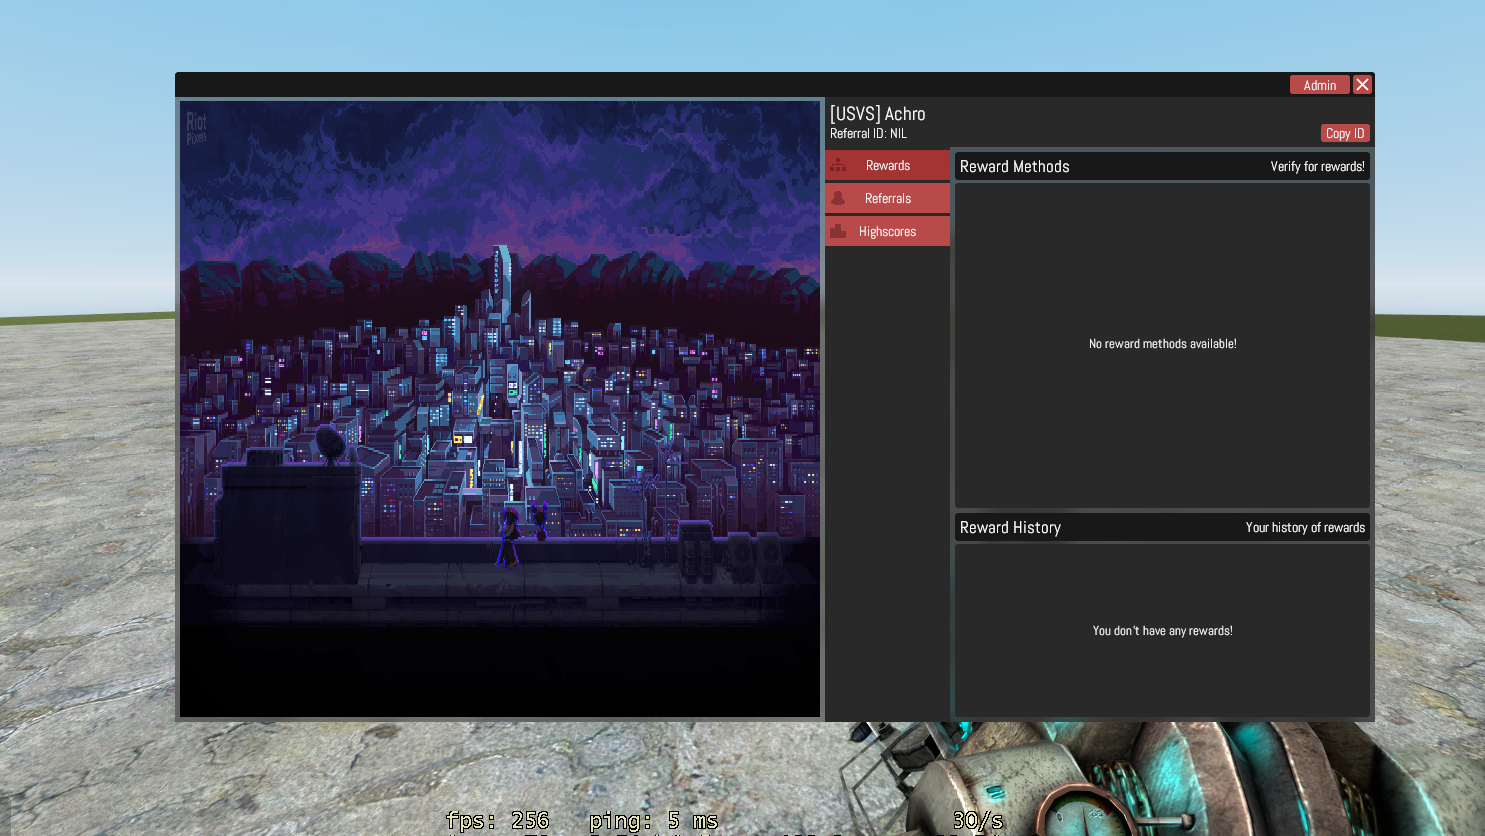 Admin
Riot
Pixels
[USVS] Achro
Referral ID: NIL
Copy ID
Rewards
Referrals
Highscores
Reward Methods
Verify for rewards!
No reward methods available!
Reward History
Your history of rewards
You don't have any rewards!
fps: 256 ping: 5 ms 30/s